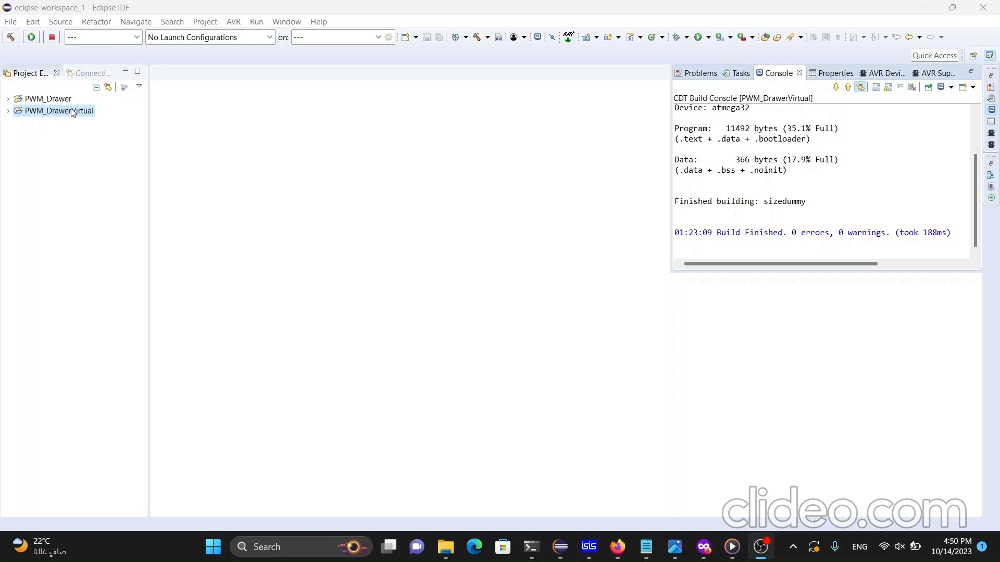 eclipse-workspace_1 - Eclipse IDE
File Edit Source Refactor Navigate Search Project AVR Run Window Help
--- No Launch Configurations on: --- AVR
Quick Access
Project E... Connecti...
PWM_Drawer
PWM_DrawerVirtual
Problems Tasks Console Properties AVR Devi... AVR Sup...
CDT Build Console [PWM_DrawerVirtual]
Device: atmega32
Program: 11492 bytes (35.1% Full)
(.text + .data + .bootloader)
Data: 366 bytes (17.9% Full)
(.data + .bss + .noinit)
Finished building: sizedummy
01:23:09 Build Finished. 0 errors, 0 warnings. (took 188ms)
clideo.com
22°C
صافٍ غالبًا
Search
isis
ENG
4:50 PM
10/14/2023
1